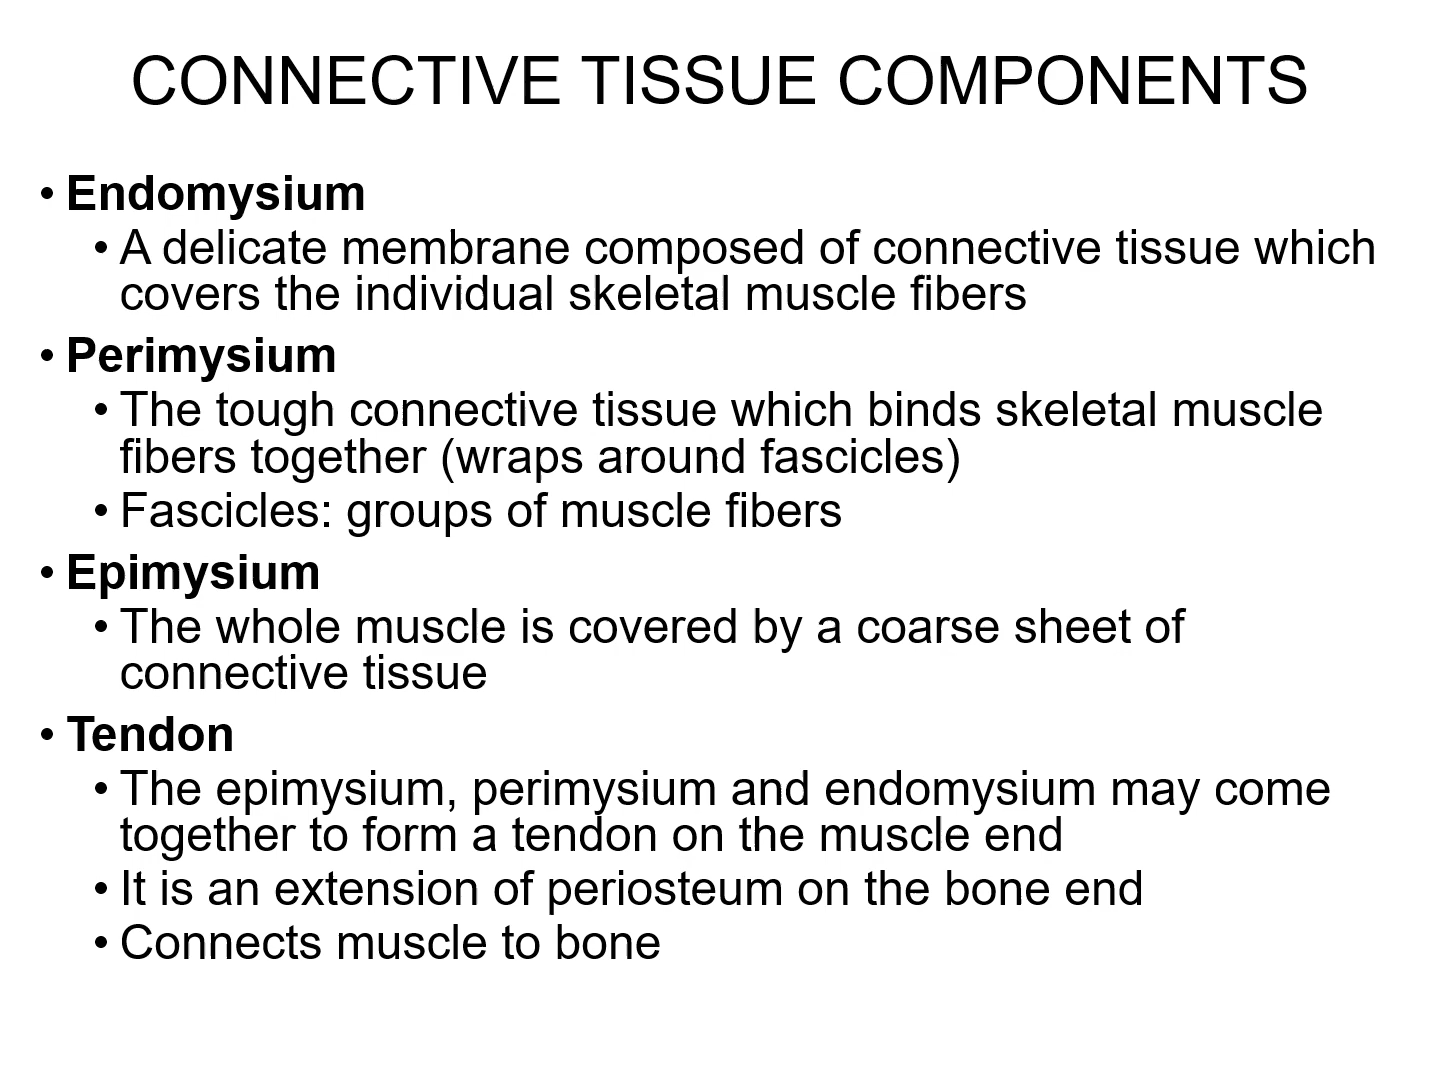 CONNECTIVE TISSUE COMPONENTS
• Endomysium
• A delicate membrane composed of connective tissue which
covers the individual skeletal muscle fibers
• Perimysium
• The tough connective tissue which binds skeletal muscle
fibers together (wraps around fascicles)
• Fascicles: groups of muscle fibers
• Epimysium
• The whole muscle is covered by a coarse sheet of
connective tissue
• Tendon
• The epimysium, perimysium and endomysium may come
together to form a tendon on the muscle end
• It is an extension of periosteum on the bone end
• Connects muscle to bone